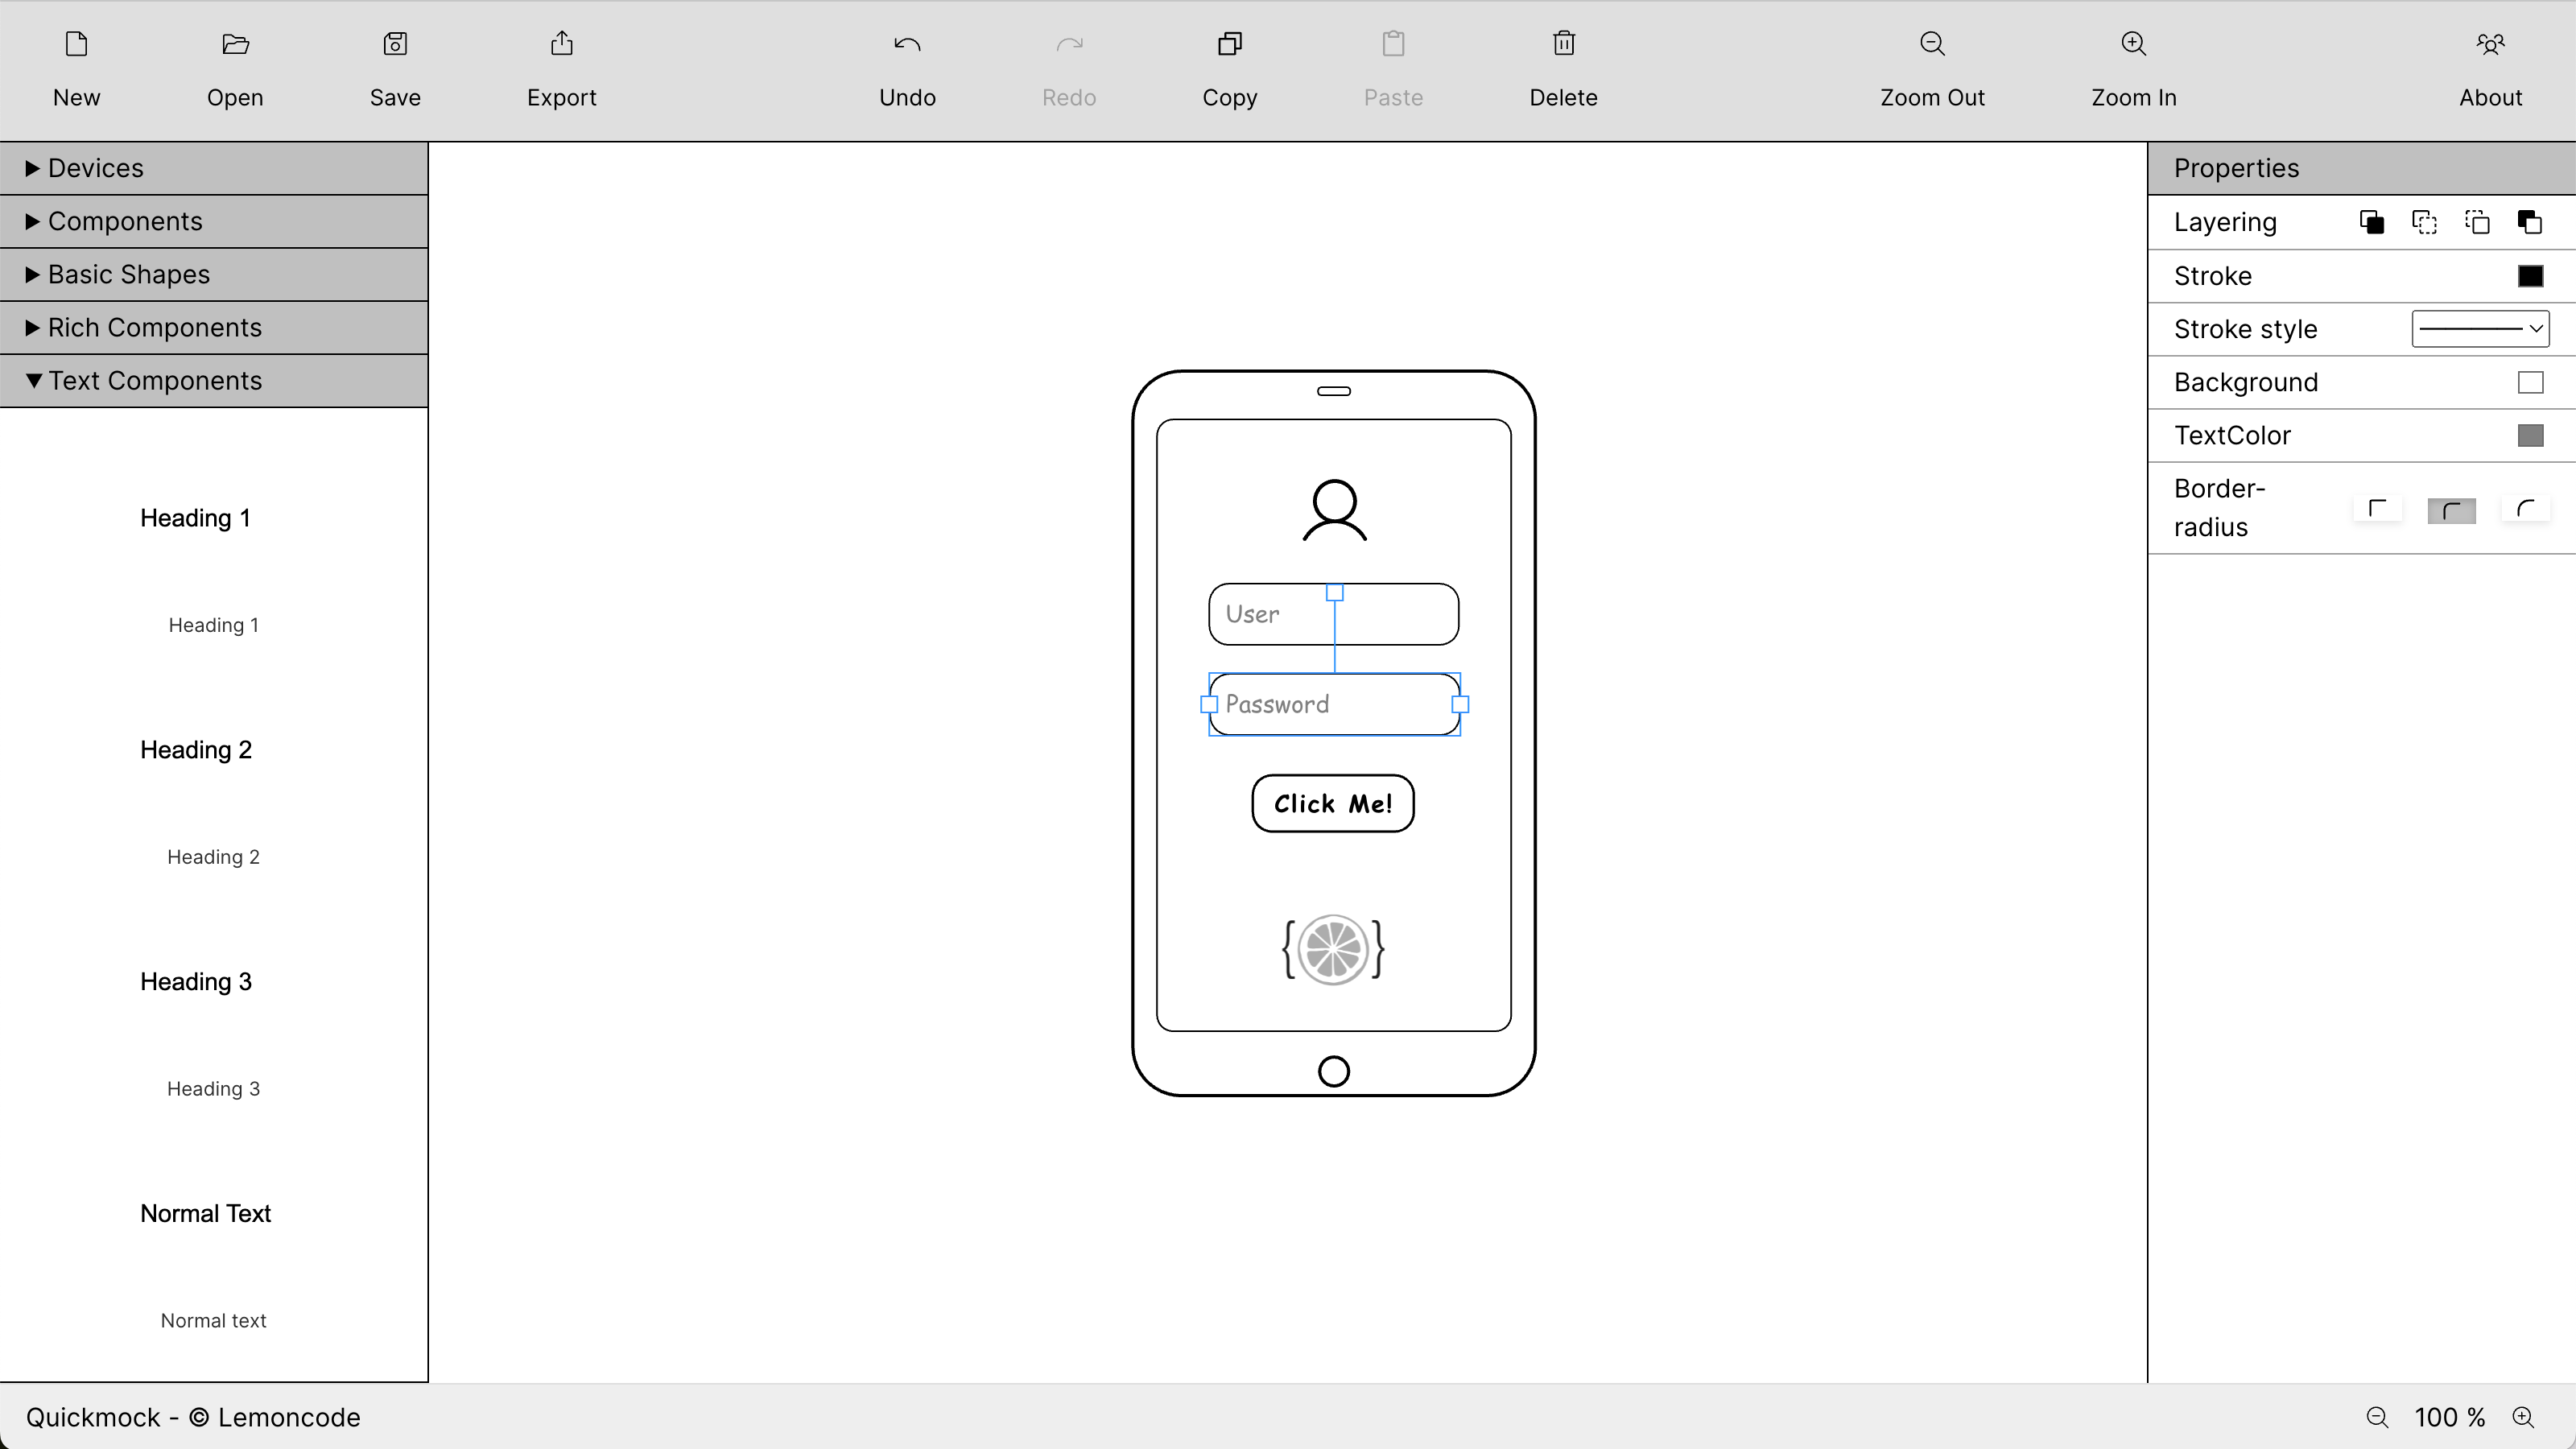 New Open Save Export Undo Redo Copy Paste Delete Zoom Out Zoom In About
Devices
Components
Basic Shapes
Rich Components
Text Components
Heading 1
Heading 1
Heading 2
Heading 2
Heading 3
Heading 3
Normal Text
Normal text
User
Password
Click Me!
{ }
Properties
Layering
Stroke
Stroke style
Background
TextColor
Border-
radius
Quickmock - © Lemoncode
100 %